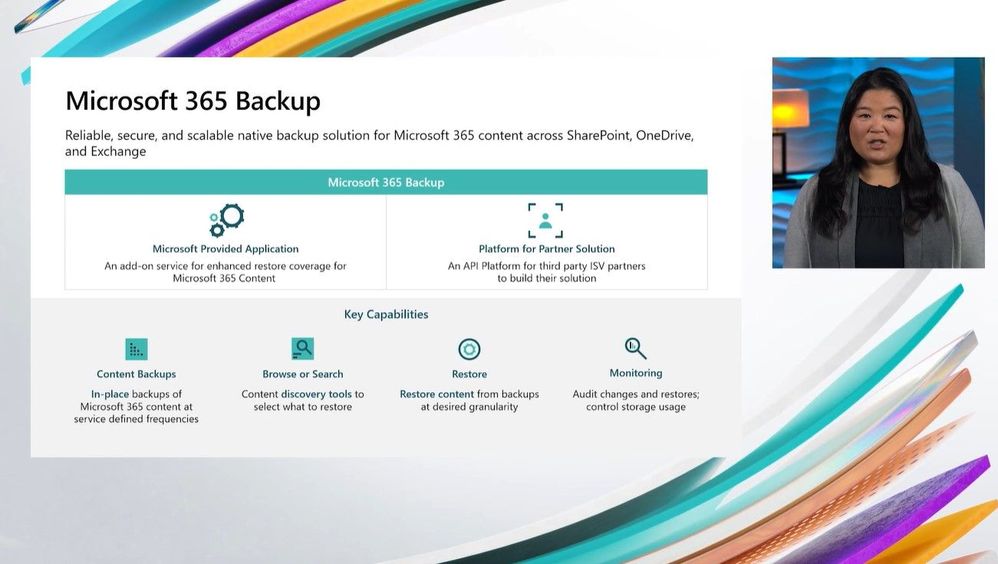 Microsoft 365 Backup
Reliable, secure, and scalable native backup solution for Microsoft 365 content across SharePoint, OneDrive,
and Exchange
Microsoft 365 Backup
Microsoft Provided Application
An add-on service for enhanced restore coverage for
Microsoft 365 Content
Platform for Partner Solution
An API Platform for third party ISV partners
to build their solution
Key Capabilities
Content Backups
In-place backups of
Microsoft 365 content at
service defined frequencies
Browse or Search
Content discovery tools to
select what to restore
Restore
Restore content from backups
at desired granularity
Monitoring
Audit changes and restores;
control storage usage